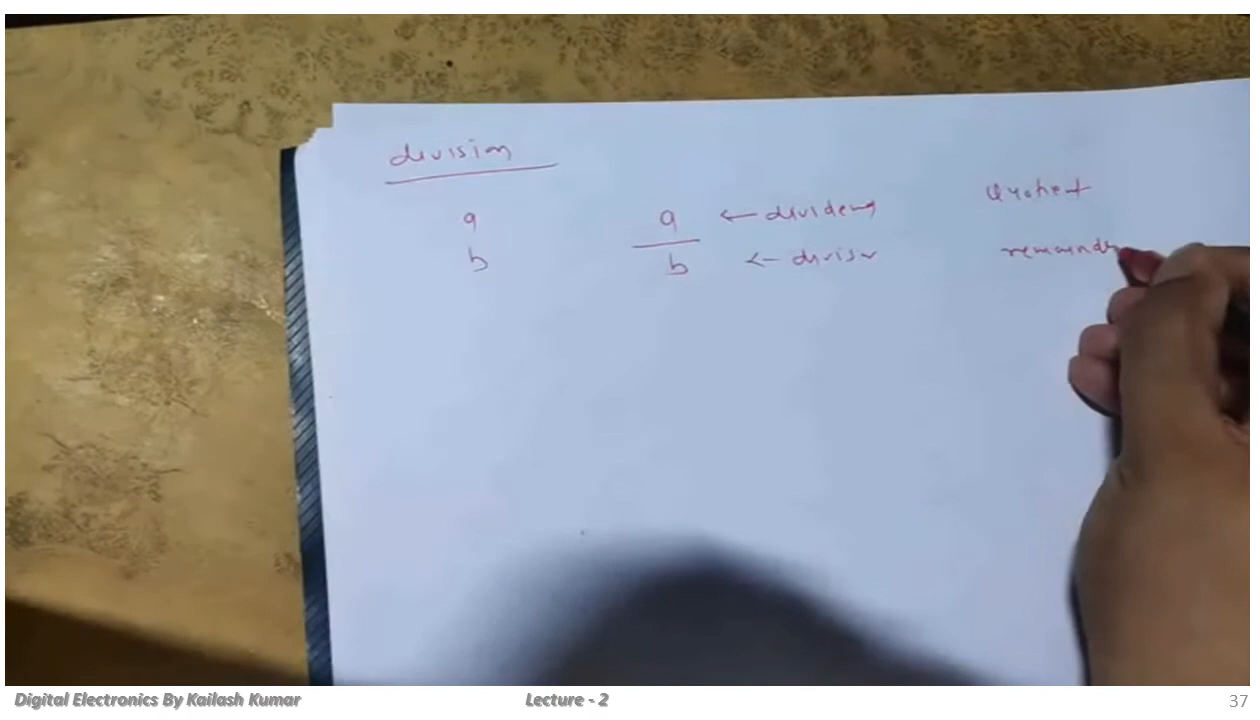 division
a a ← dividend Quotient
b b ← divisor remainder
Digital Electronics By Kailash Kumar Lecture - 2 37